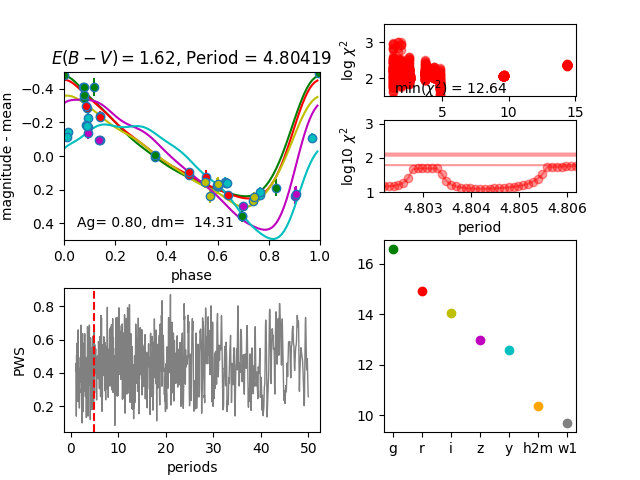 E(B − V) = 1.62, Period = 4.80419
magnitude - mean
−0.4
−0.2
0.0
0.2
0.4
Ag= 0.80, dm= 14.31
0.0 0.2 0.4 0.6 0.8 1.0
phase
log χ²
3
2
min(χ²) = 12.64
5 10 15
log10 χ²
3
2
1
4.803 4.804 4.805 4.806
period
PWS
0.8
0.6
0.4
0.2
0 10 20 30 40 50
periods
16
14
12
10
g r i z y h2m w1